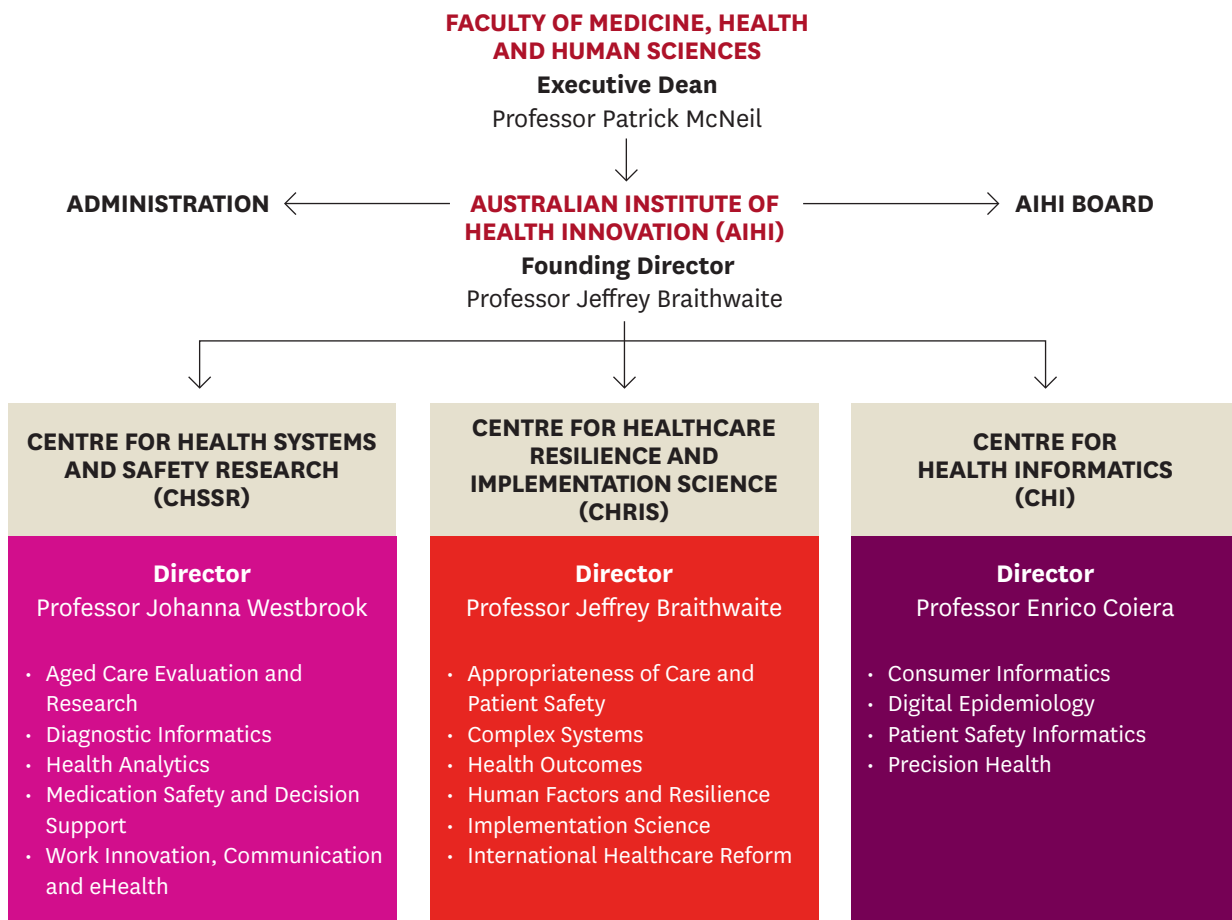 FACULTY OF MEDICINE, HEALTH
AND HUMAN SCIENCES
Executive Dean
Professor Patrick McNeil
ADMINISTRATION
AUSTRALIAN INSTITUTE OF
HEALTH INNOVATION (AIHI)
Founding Director
Professor Jeffrey Braithwaite
AIHI BOARD
CENTRE FOR HEALTH SYSTEMS
AND SAFETY RESEARCH
(CHSSR)
Director
Professor Johanna Westbrook
• Aged Care Evaluation and
Research
• Diagnostic Informatics
• Health Analytics
• Medication Safety and Decision
Support
• Work Innovation, Communication
and eHealth
CENTRE FOR HEALTHCARE
RESILIENCE AND
IMPLEMENTATION SCIENCE
(CHRIS)
Director
Professor Jeffrey Braithwaite
• Appropriateness of Care and
Patient Safety
• Complex Systems
• Health Outcomes
• Human Factors and Resilience
• Implementation Science
• International Healthcare Reform
CENTRE FOR
HEALTH INFORMATICS
(CHI)
Director
Professor Enrico Coiera
• Consumer Informatics
• Digital Epidemiology
• Patient Safety Informatics
• Precision Health